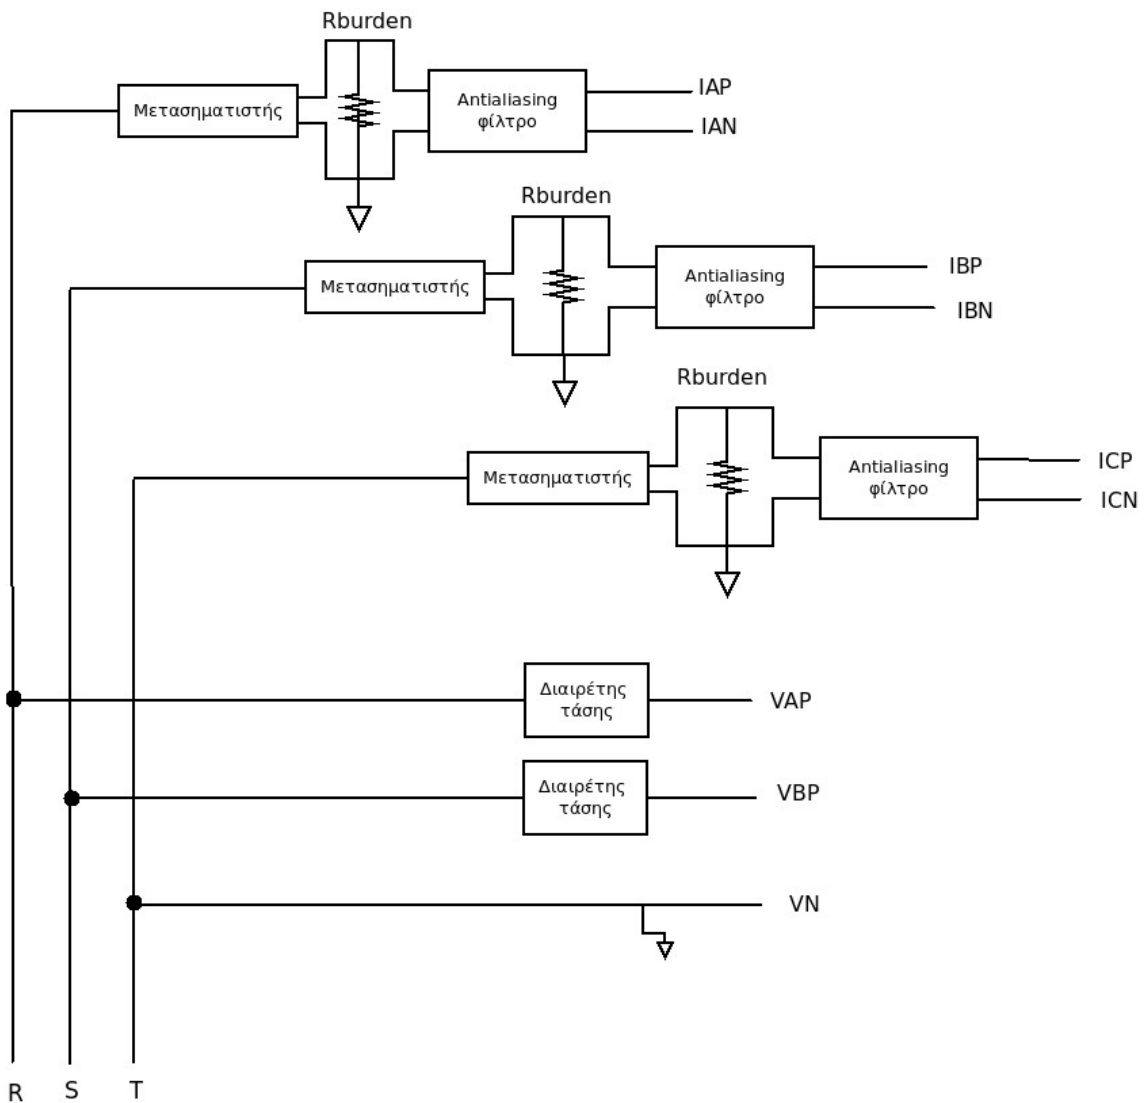 Rburden
Μετασηματιστής
Antialiasing
φίλτρο
IAP
IAN
Rburden
Μετασηματιστής
Antialiasing
φίλτρο
IBP
IBN
Rburden
Μετασηματιστής
Antialiasing
φίλτρο
ICP
ICN
Διαιρέτης
τάσης
VAP
Διαιρέτης
τάσης
VBP
VN
R S T